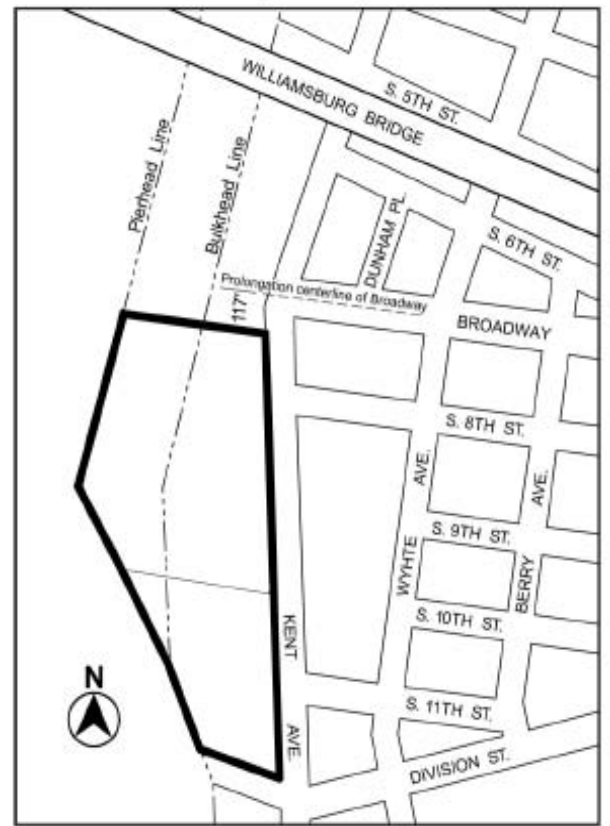 S. 5TH ST.
WILLIAMSBURG BRIDGE
Pierhead Line
Bulkhead Line
DUNHAM PL.
S. 6TH ST.
Prolongation centerline of Broadway
117'
BROADWAY
S. 8TH ST.
AVE.
AVE.
S. 9TH ST.
WYHTE
BERRY
S. 10TH ST.
KENT
N
S. 11TH ST.
AVE.
DIVISION ST.